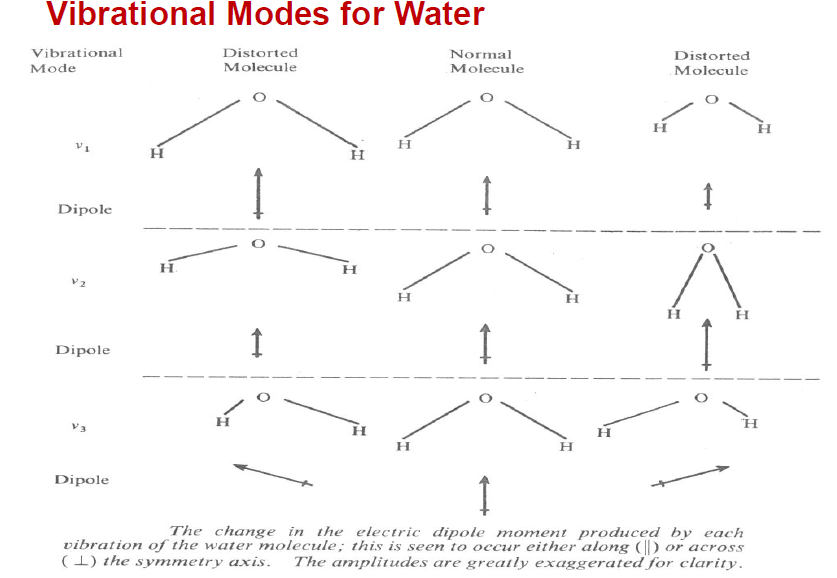 Vibrational Modes for Water
Vibrational Distorted Normal Distorted
Mode Molecule Molecule Molecule
O O O
H H
H H
ν₁ H H
Dipole
O O O
H H
ν₂ H H
H H
Dipole
O O O
H H
ν₃ H H
H H
Dipole
The change in the electric dipole moment produced by each
vibration of the water molecule; this is seen to occur either along (||) or across
(⊥) the symmetry axis. The amplitudes are greatly exaggerated for clarity.